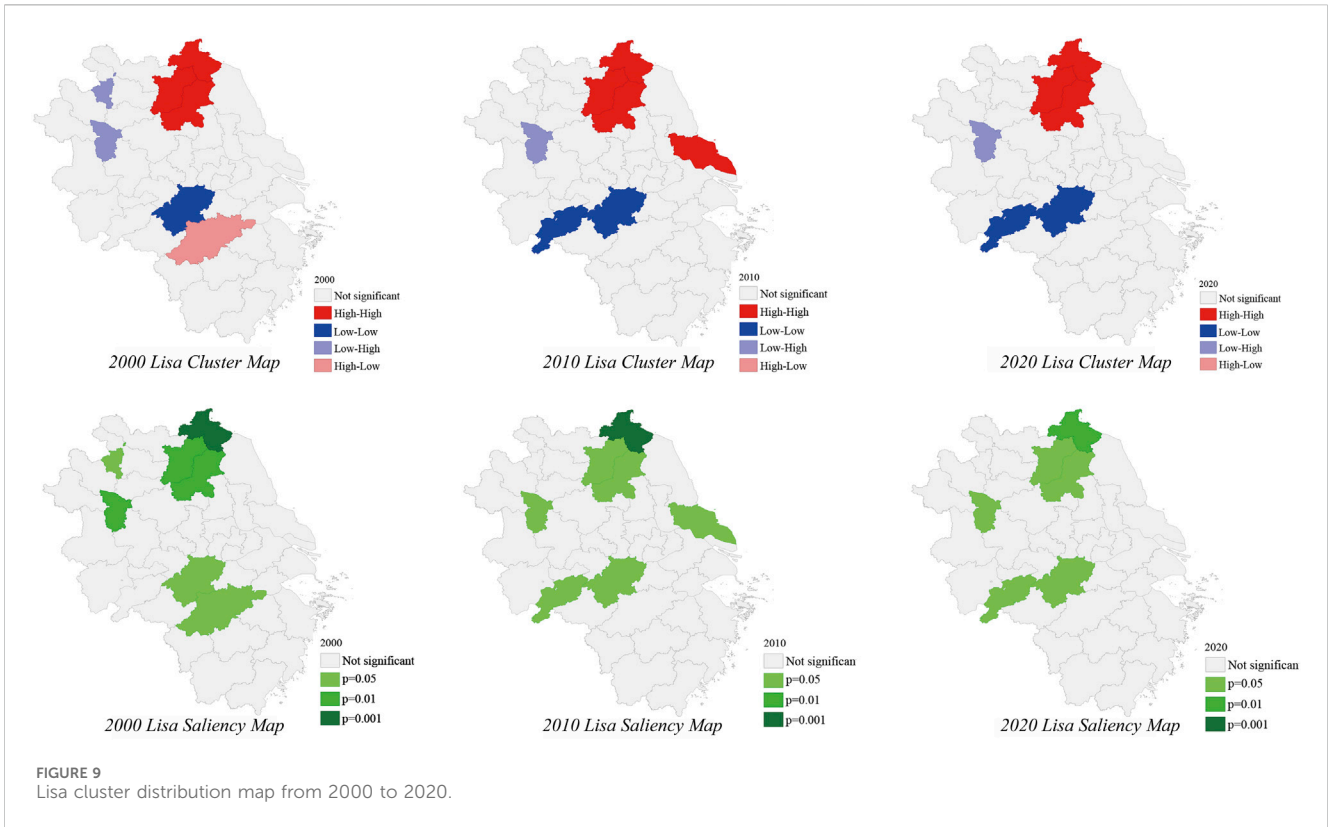 2000
Not significant
High-High
Low-Low
Low-High
High-Low
2000 Lisa Cluster Map
2010
Not significant
High-High
Low-Low
Low-High
High-Low
2010 Lisa Cluster Map
2020
Not significant
High-High
Low-Low
Low-High
High-Low
2020 Lisa Cluster Map
2000
Not significant
p=0.05
p=0.01
p=0.001
2000 Lisa Saliency Map
2010
Not significan
p=0.05
p=0.01
p=0.001
2010 Lisa Saliency Map
2020
Not significan
p=0.05
p=0.01
p=0.001
2020 Lisa Saliency Map
FIGURE 9
Lisa cluster distribution map from 2000 to 2020.